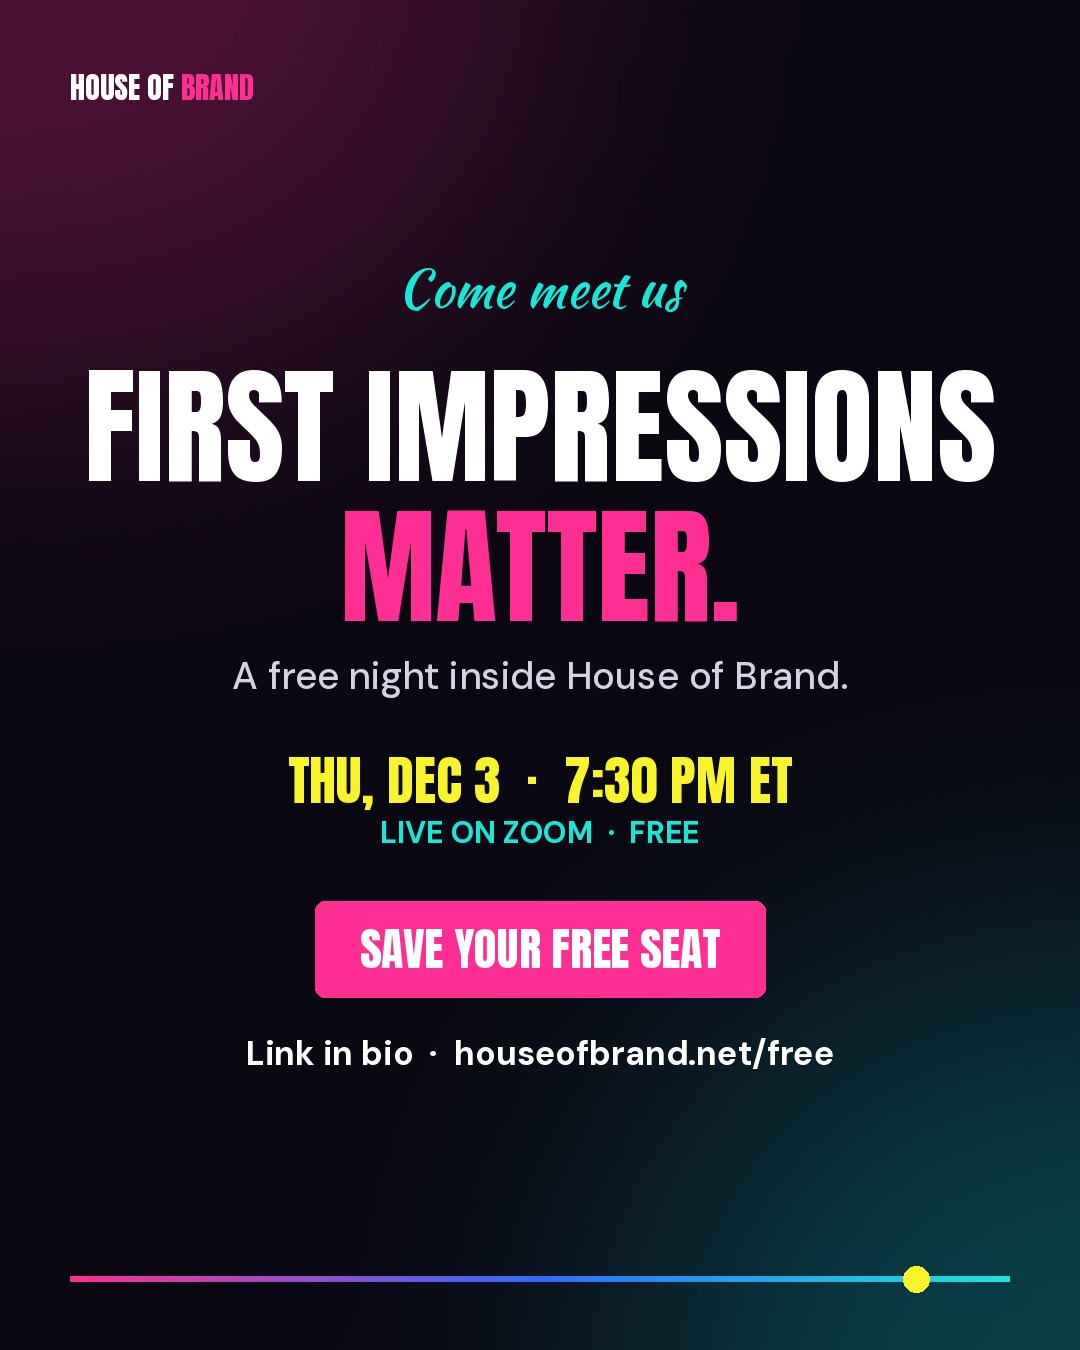 HOUSE OF BRAND
Come meet us
FIRST IMPRESSIONS
MATTER.
A free night inside House of Brand.
THU, DEC 3 · 7:30 PM ET
LIVE ON ZOOM · FREE
SAVE YOUR FREE SEAT
Link in bio · houseofbrand.net/free